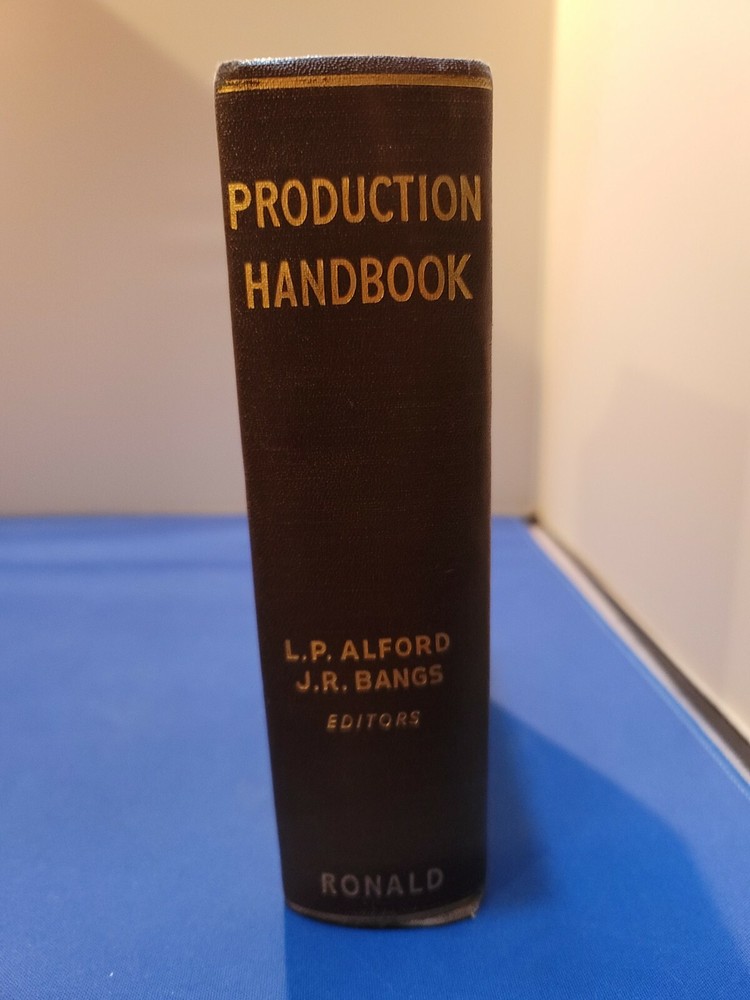 PRODUCTION
HANDBOOK
L.P. ALFORD
J.R. BANGS
EDITORS
RONALD